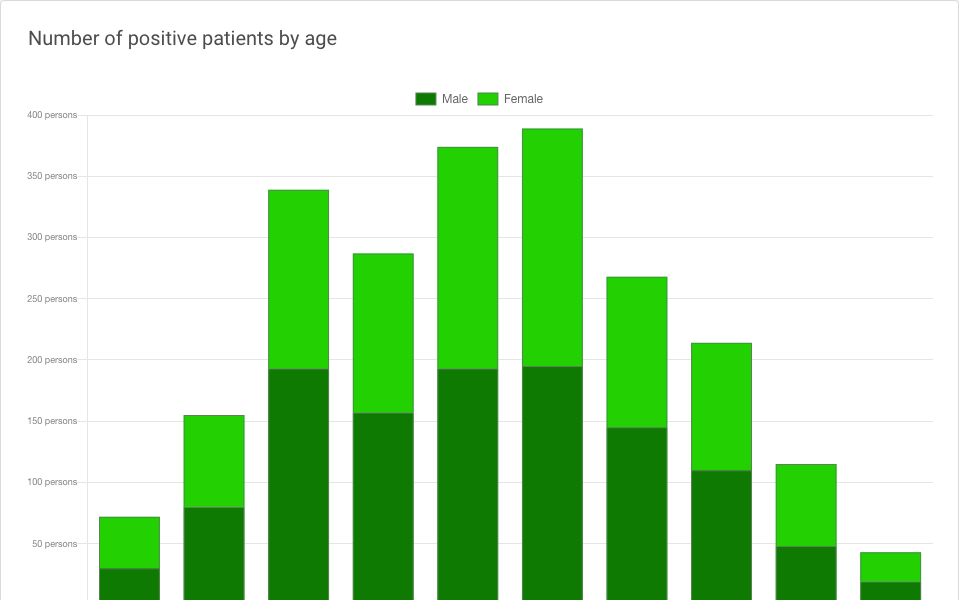 Number of positive patients by age
Male Female
400 persons
350 persons
300 persons
250 persons
200 persons
150 persons
100 persons
50 persons